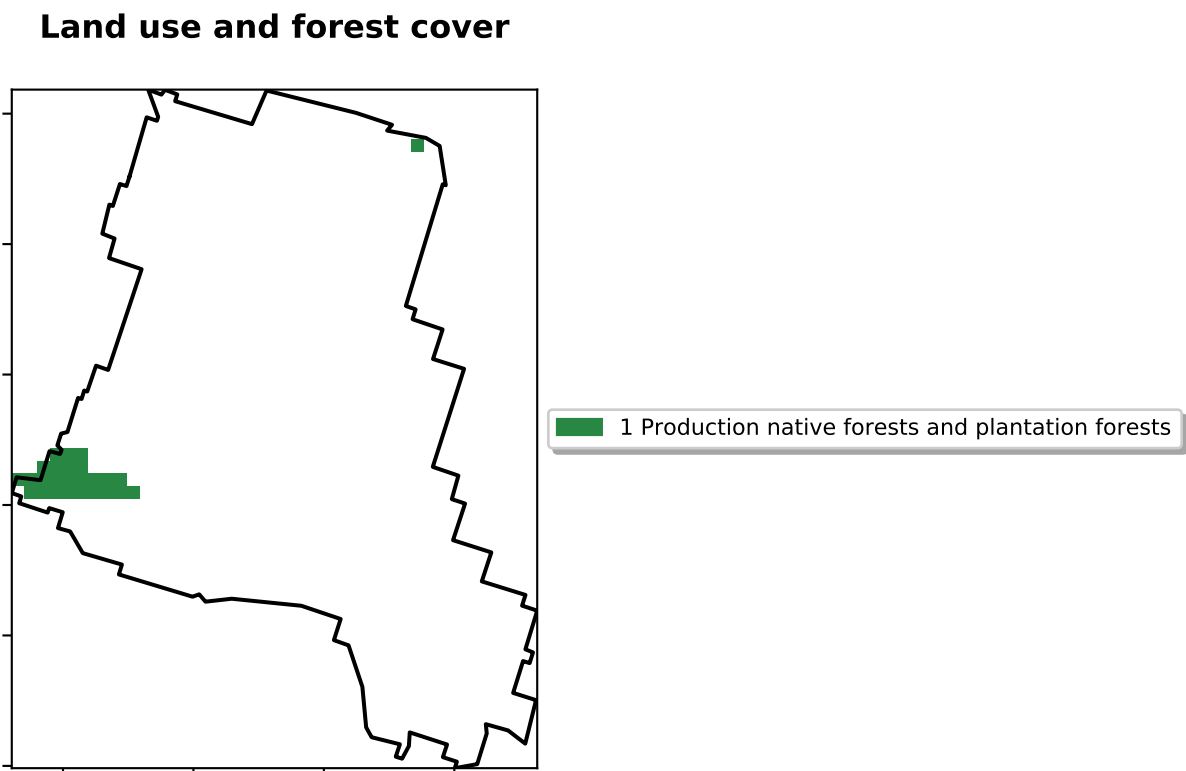 Land use and forest cover
1 Production native forests and plantation forests